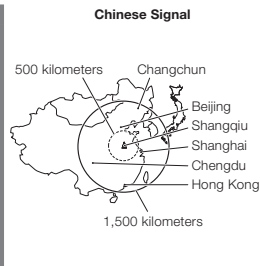 Chinese Signal
500 kilometers
Changchun
Beijing
Shangqiu
Shanghai
Chengdu
Hong Kong
1,500 kilometers